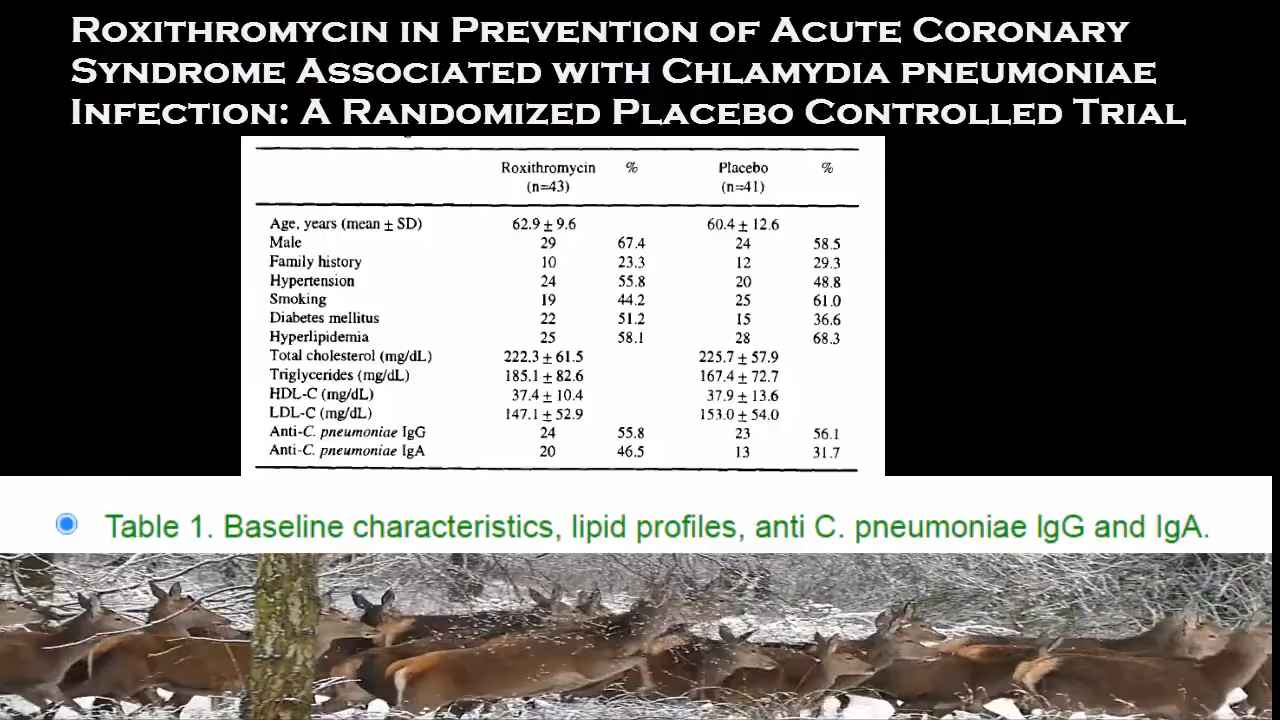 ROXITHROMYCIN IN PREVENTION OF ACUTE CORONARY
SYNDROME ASSOCIATED WITH CHLAMYDIA PNEUMONIAE
INFECTION: A RANDOMIZED PLACEBO CONTROLLED TRIAL
Roxithromycin % Placebo %
(n=43) (n=41)
Age, years (mean ± SD) 62.9 ± 9.6 60.4 ± 12.6
Male 29 67.4 24 58.5
Family history 10 23.3 12 29.3
Hypertension 24 55.8 20 48.8
Smoking 19 44.2 25 61.0
Diabetes mellitus 22 51.2 15 36.6
Hyperlipidemia 25 58.1 28 68.3
Total cholesterol (mg/dL) 222.3 ± 61.5 225.7 ± 57.9
Triglycerides (mg/dL) 185.1 ± 82.6 167.4 ± 72.7
HDL-C (mg/dL) 37.4 ± 10.4 37.9 ± 13.6
LDL-C (mg/dL) 147.1 ± 52.9 153.0 ± 54.0
Anti-C. pneumoniae IgG 24 55.8 23 56.1
Anti-C. pneumoniae IgA 20 46.5 13 31.7
Table 1. Baseline characteristics, lipid profiles, anti C. pneumoniae IgG and IgA.